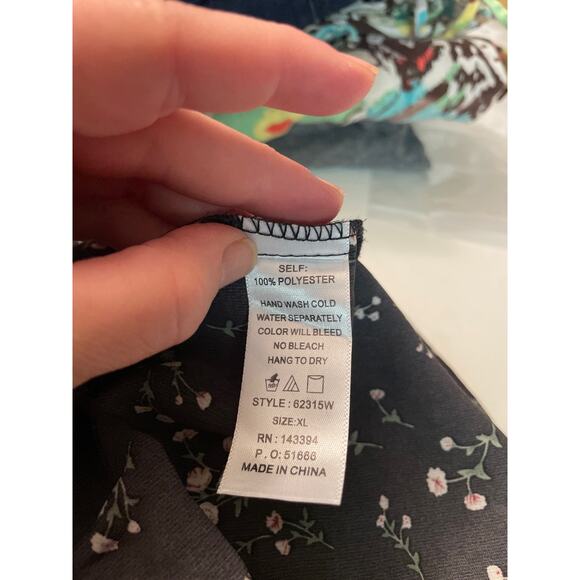 SELF:
100% POLYESTER
HAND WASH COLD
WATER SEPARATELY
COLOR WILL BLEED
NO BLEACH
HANG TO DRY
STYLE : 62315W
SIZE:XL
RN : 143394
P . O: 51666
MADE IN CHINA